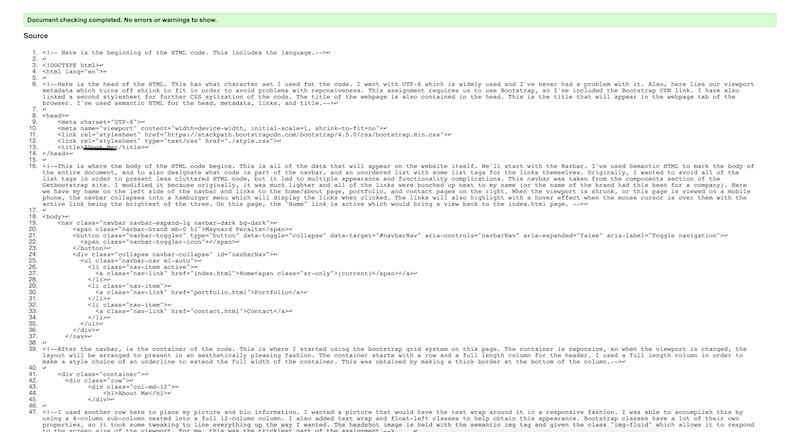 Document checking completed. No errors or warnings to show.
Source
1. <!-- Here is the beginning of the HTML code. This includes the language.-->↩
2. ↩
3. <!DOCTYPE html>↩
4. <html lang="en">↩
5. ↩
6. <!--Here is the head of the HTML. This has what character set I used fot the code. I went with UTF-8 which is widely used and I've never had a problem with it. Also, here lies our viewport
metadata which turns off shrink to fit in order to avoid problems with reponsiveness. This assignment requires us to use Bootstrap, so I've included the Bootstrap CDN link. I have also
linked a second stylesheet for further CSS sylization of the code. The title of the webpage is also contained in the head. This is the title that will appear in the webpage tab of the
browser. I've used semantic HTML for the head, metadata, links, and title.-->↩
7. ↩
8. <head>↩
9. <meta charset="UTF-8">↩
10. <meta name="viewport" content="width=device-width, initial-scale=1, shrink-to-fit=no">↩
11. <link rel="stylesheet" href="https://stackpath.bootstrapcdn.com/bootstrap/4.5.0/css/bootstrap.min.css">↩
12. <link rel="stylesheet" type="text/css" href="./style.css">↩
13. <title>About Me</title>↩
14. </head>↩
15. ↩
16. <!--This is where the body of the HTML code begins. This is all of the data that will appear on the website itself. We'll start with the Navbar. I've used Semantic HTML to mark the body of
the entire document, and to also designate what code is part of the navbar, and an unordered list with some list tags for the links themselves. Originally, I wanted to avoid all of the
list tags in order to present less cluttered HTML code, but it led to multiple appearance and functionality complications. This navbar was taken from the components section of the
Getbootstrap site. I modified it because originally, it was much lighter and all of the links were bunched up next to my name (or the name of the brand had this been for a company). Here
we have my name on the left side of the navbar and links to the home/about page, portfolio, and contact pages on the right. When the viewport is shrunk, or this page is viewed on a mobile
phone, the navbar collapses into a hamburger menu which will display the links when clicked. The links will also highlight with a hover effect when the mouse cursor is over them with the
active link being the brightest of the three. On this page, the "Home" link is active which would bring a view back to the index.html page. -->↩
17. ↩
18. <body>↩
19. <nav class="navbar navbar-expand-lg navbar-dark bg-dark">↩
20. <span class="navbar-brand mb-0 h1">Maynard Peralta</span>↩
21. <button class="navbar-toggler" type="button" data-toggle="collapse" data-target="#navbarNav" aria-controls="navbarNav" aria-expanded="false" aria-label="Toggle navigation">↩
22. <span class="navbar-toggler-icon"></span>↩
23. </button>↩
24. <div class="collapse navbar-collapse" id="navbarNav">↩
25. <ul class="navbar-nav ml-auto">↩
26. <li class="nav-item active">↩
27. <a class="nav-link" href="index.html">Home<span class="sr-only">(current)</span></a>↩
28. </li>↩
29. <li class="nav-item">↩
30. <a class="nav-link" href="portfolio.html">Portfolio</a>↩
31. </li>↩
32. <li class="nav-item">↩
33. <a class="nav-link" href="contact.html">Contact</a>↩
34. </li>↩
35. </ul>↩
36. </div>↩
37. </nav>↩
38. ↩
39. <!--After the navbar, is the container of the code. This is where I started using the bootstrap grid system on this page. The container is reponsive, so when the viewport is changed, the
layout will be arranged to present in an aesthetically pleasing fashion. The container starts with a row and a full length column for the header. I used a full length column in order to
make a style choice of an underline to extend the full width of the container. This was obtained by making a thick border at the bottom of the column.-->↩
40. ↩
41. <div class="container">↩
42. <div class="row">↩
43. <div class="col-md-12">↩
44. <h1>About Me</h1>↩
45. </div>↩
46. ↩
47. <!--I used another row here to place my picture and bio information. I wanted a picture that would have the text wrap around it in a responsive fashion. I was able to accomplish this by
using a 4-column sub-column nested into a full 12-column column. I also added text wrap and float-left classes to help obtain this appearance. Bootstrap classes have a lot of their own
properties, so it took some tweaking to line everything up the way I wanted. The headshot image is held with the semantic img tag and given the class "img-fluid" which allows it to respond
to the screen size of the viewport. For me, this was the trickiest part of the assignment.-->↩